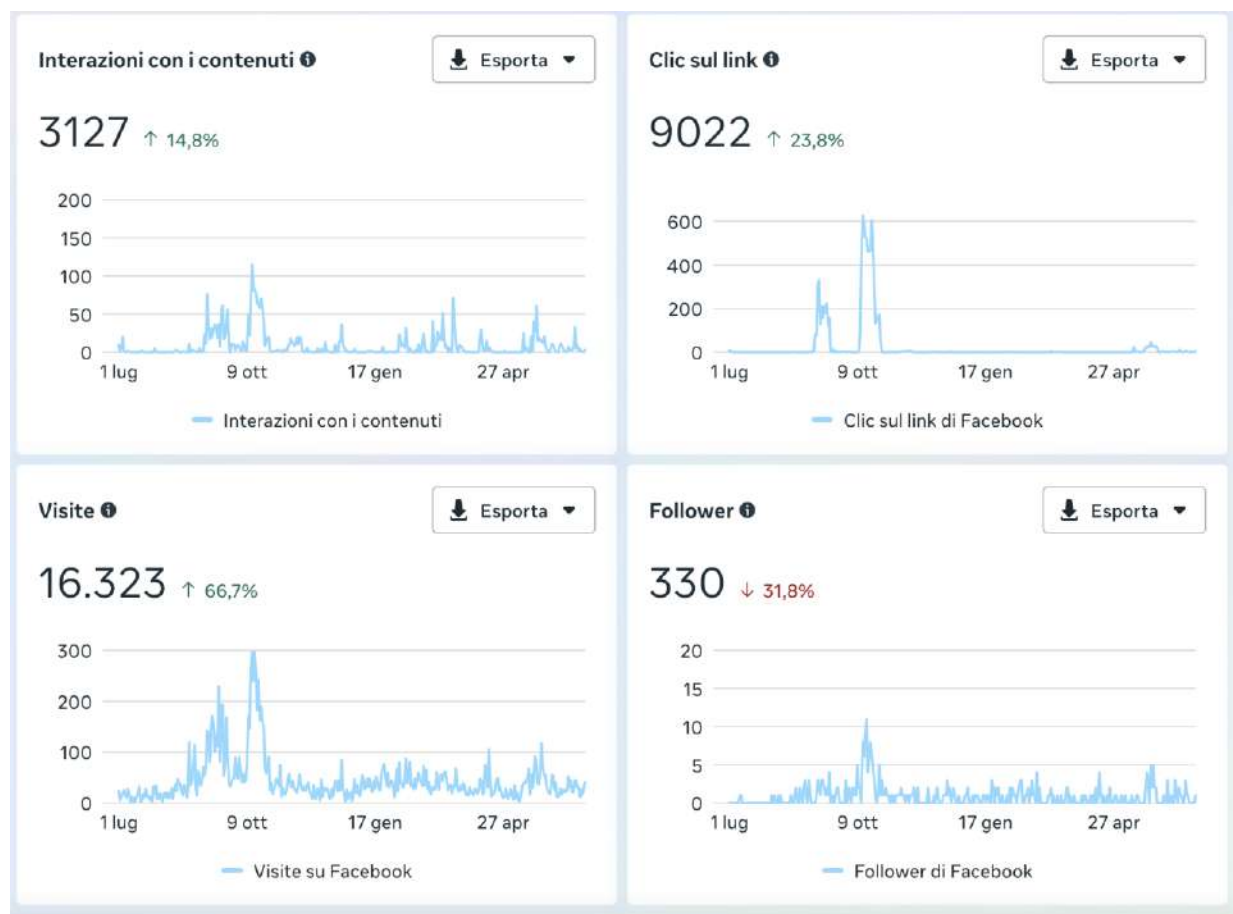 Interazioni con i contenuti
Esporta
3127 ↑ 14,8%
200
150
100
50
0
1 lug 9 ott 17 gen 27 apr
Interazioni con i contenuti
Clic sul link
Esporta
9022 ↑ 23,8%
600
400
200
0
1 lug 9 ott 17 gen 27 apr
Clic sul link di Facebook
Visite
Esporta
16.323 ↑ 66,7%
300
200
100
0
1 lug 9 ott 17 gen 27 apr
Visite su Facebook
Follower
Esporta
330 ↓ 31,8%
20
15
10
5
0
1 lug 9 ott 17 gen 27 apr
Follower di Facebook